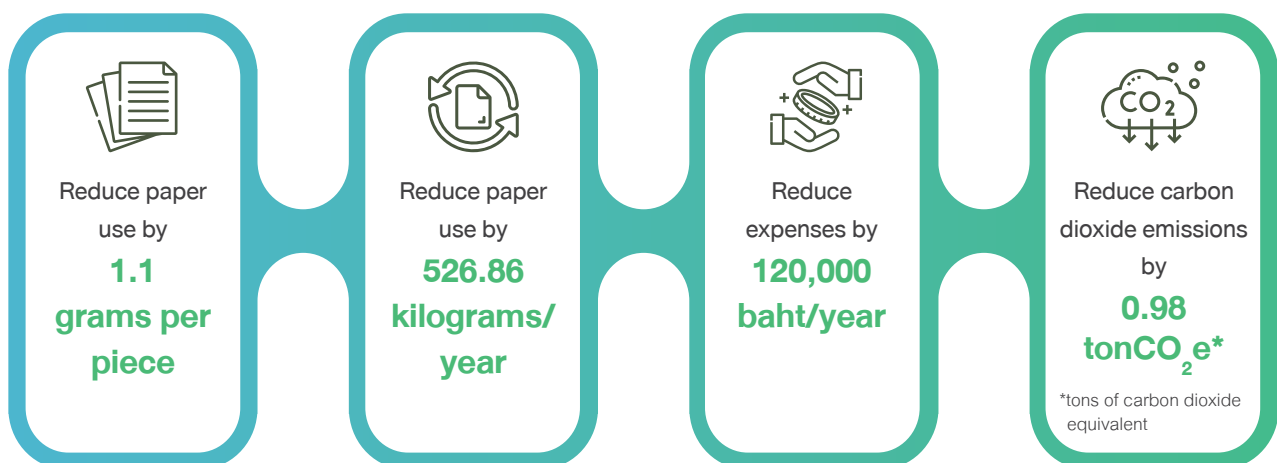 Reduce paper
use by
1.1
grams per
piece
Reduce paper
use by
526.86
kilograms/
year
Reduce
expenses by
120,000
baht/year
CO2
Reduce carbon
dioxide emissions
by
0.98
tonCO2e*
*tons of carbon dioxide
equivalent